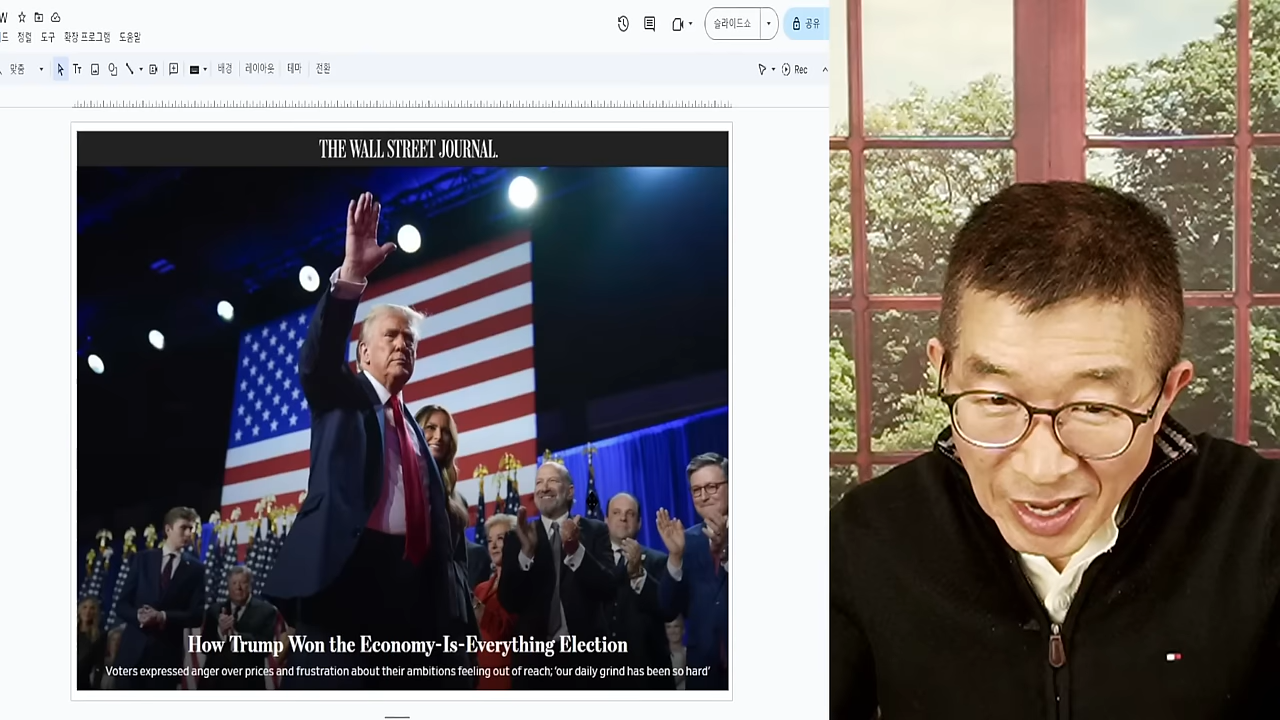 W
드 정렬 도구 확장 프로그램 도움말
슬라이드쇼
공유
맞춤
Tт
배경 레이아웃 테마 전환
Rec
THE WALL STREET JOURNAL.
How Trump Won the Economy-Is-Everything Election
Voters expressed anger over prices and frustration about their ambitions feeling out of reach; ‘our daily grind has been so hard’